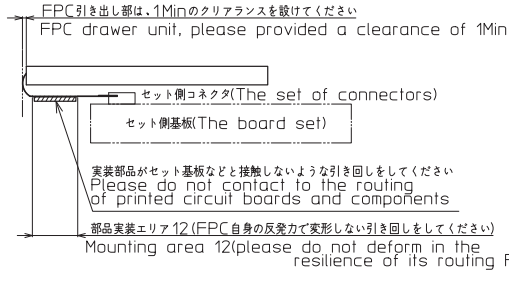 FPC引き出し部は、1Minのクリアランスを設けてください
FPC drawer unit, please provided a clearance of 1Min
セット側コネクタ(The set of connectors)
セット側基板(The board set)
実装部品がセット基板などと接触しないような引き回しをしてください
Please do not contact to the routing
of printed circuit boards and components
部品実装エリア12(FPC自身の反発力で変形しない引き回しをしてください)
Mounting area 12(please do not deform in the
resilience of its routing F